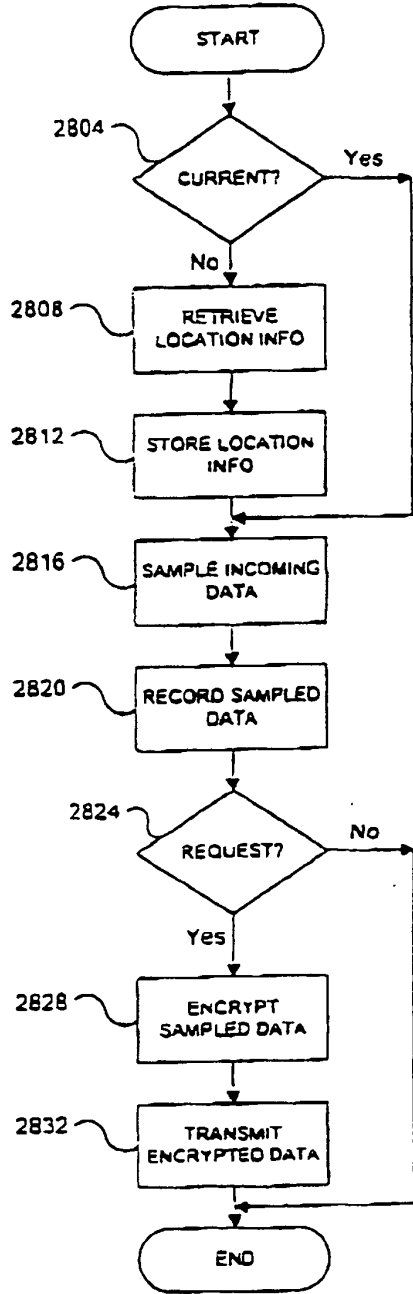 START
2804
CURRENT?
Yes
No
2808
RETRIEVE
LOCATION INFO
2812
STORE LOCATION
INFO
2816
SAMPLE INCOMING
DATA
2820
RECORD SAMPLED
DATA
2824
REQUEST?
No
Yes
2828
ENCRYPT
SAMPLED DATA
2832
TRANSMIT
ENCRYPTED DATA
END